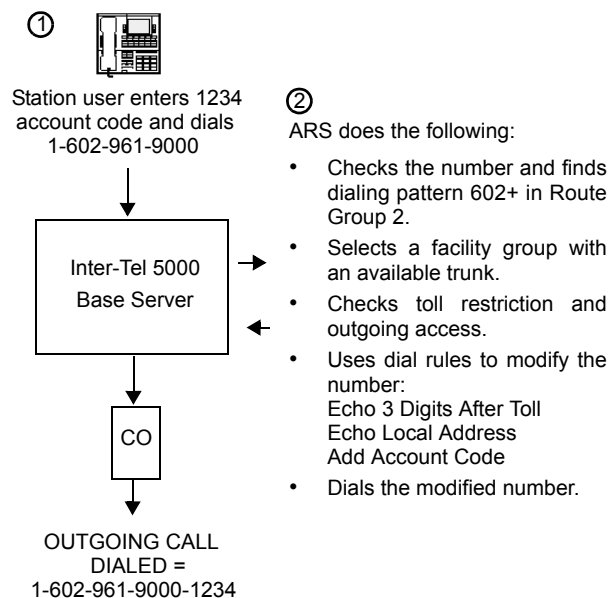 ①
Station user enters 1234
account code and dials
1-602-961-9000
Inter-Tel 5000
Base Server
CO
OUTGOING CALL
DIALED =
1-602-961-9000-1234
②
ARS does the following:
• Checks the number and finds
dialing pattern 602+ in Route
Group 2.
• Selects a facility group with
an available trunk.
• Checks toll restriction and
outgoing access.
• Uses dial rules to modify the
number:
Echo 3 Digits After Toll
Echo Local Address
Add Account Code
• Dials the modified number.